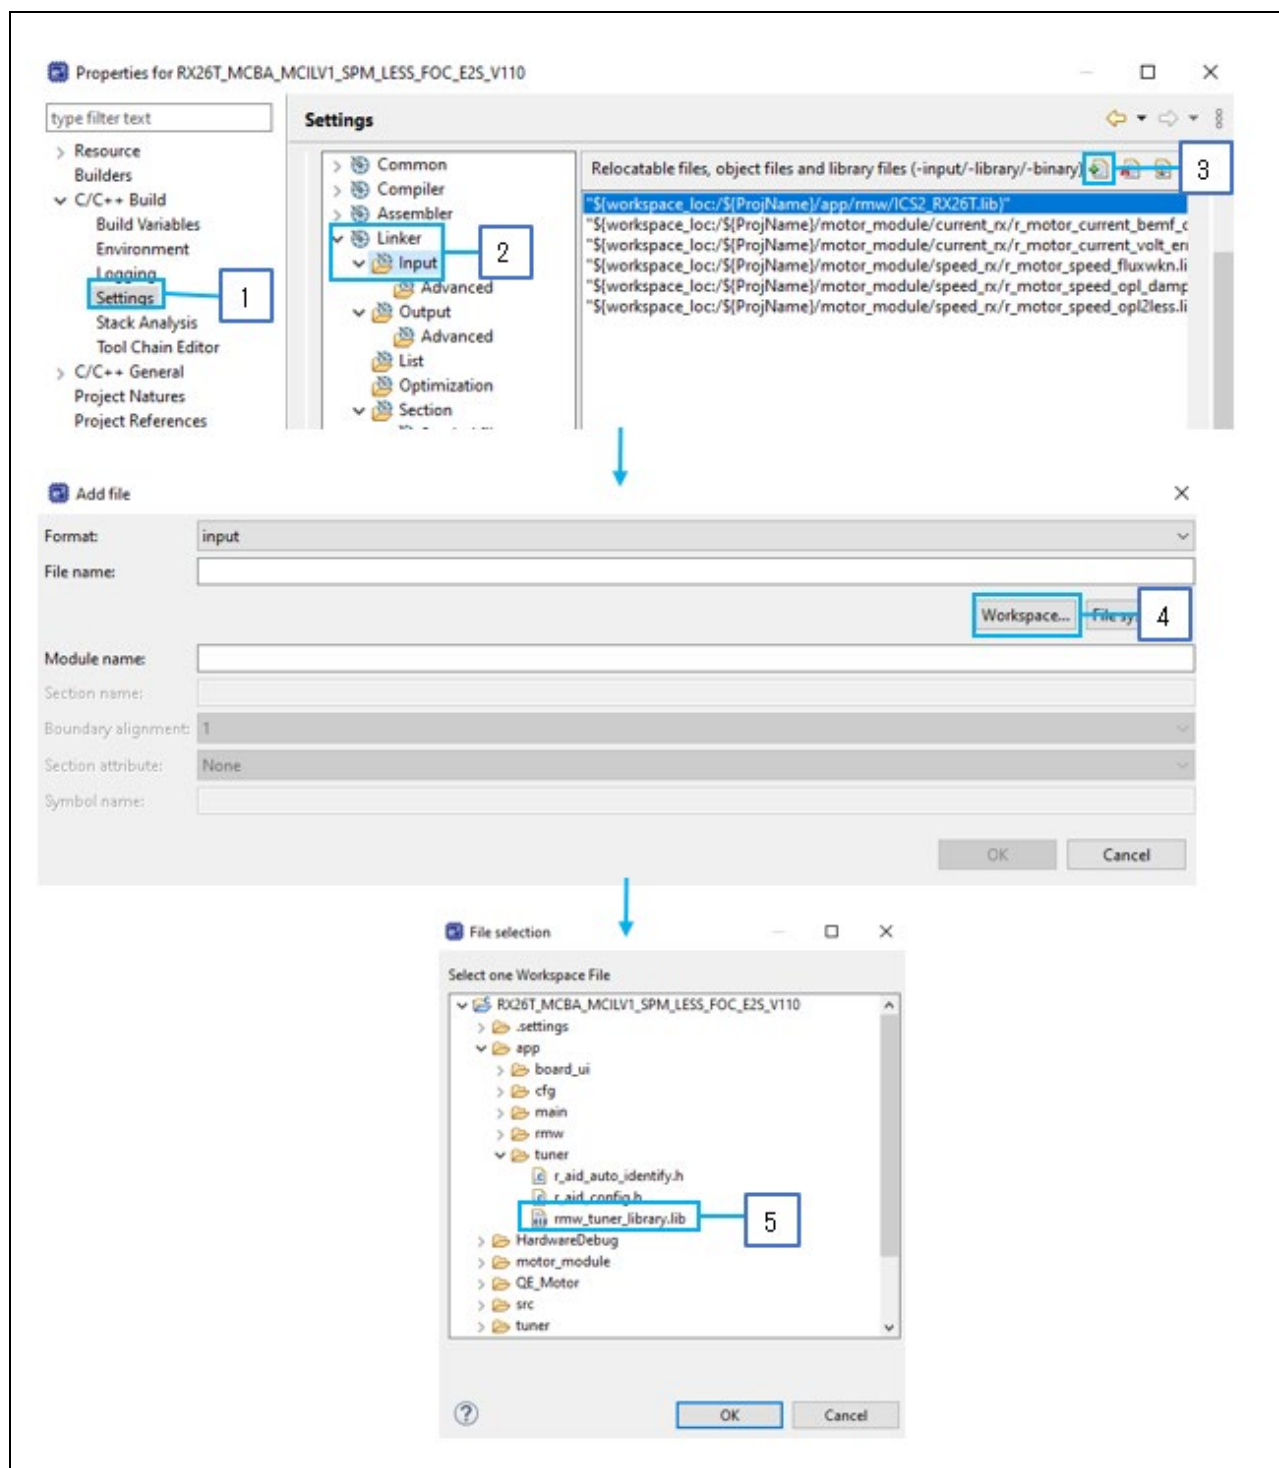 Properties for RX26T_MCBA_MCILV1_SPM_LESS_FOC_E2S_V110
type filter text
Settings
Resource
Builders
C/C++ Build
Build Variables
Environment
Logging
Settings
Stack Analysis
Tool Chain Editor
C/C++ General
Project Natures
Project References
1
Common
Compiler
Assembler
Linker
Input
Advanced
Output
Advanced
List
Optimization
Section
2
Relocatable files, object files and library files (-input/-library/-binary)
3
"${workspace_loc:/${ProjName}/app/rmw/ICS2_RX26T.lib}"
"${workspace_loc:/${ProjName}/motor_module/current_rx/r_motor_current_bemf_c
"${workspace_loc:/${ProjName}/motor_module/current_rx/r_motor_current_volt_err
"${workspace_loc:/${ProjName}/motor_module/speed_rx/r_motor_speed_fluxwkn.li
"${workspace_loc:/${ProjName}/motor_module/speed_rx/r_motor_speed_opl_damp
"${workspace_loc:/${ProjName}/motor_module/speed_rx/r_motor_speed_opl2less.li
Add file
Format: input
File name:
Workspace... File sy
4
Module name:
Section name:
Boundary alignment: 1
Section attribute: None
Symbol name:
OK Cancel
File selection
Select one Workspace File
RX26T_MCBA_MCILV1_SPM_LESS_FOC_E2S_V110
.settings
app
board_ui
cfg
main
rmw
tuner
r_aid_auto_identify.h
r_aid_config.h
rmw_tuner_library.lib
5
HardwareDebug
motor_module
QE_Motor
src
tuner
? OK Cancel